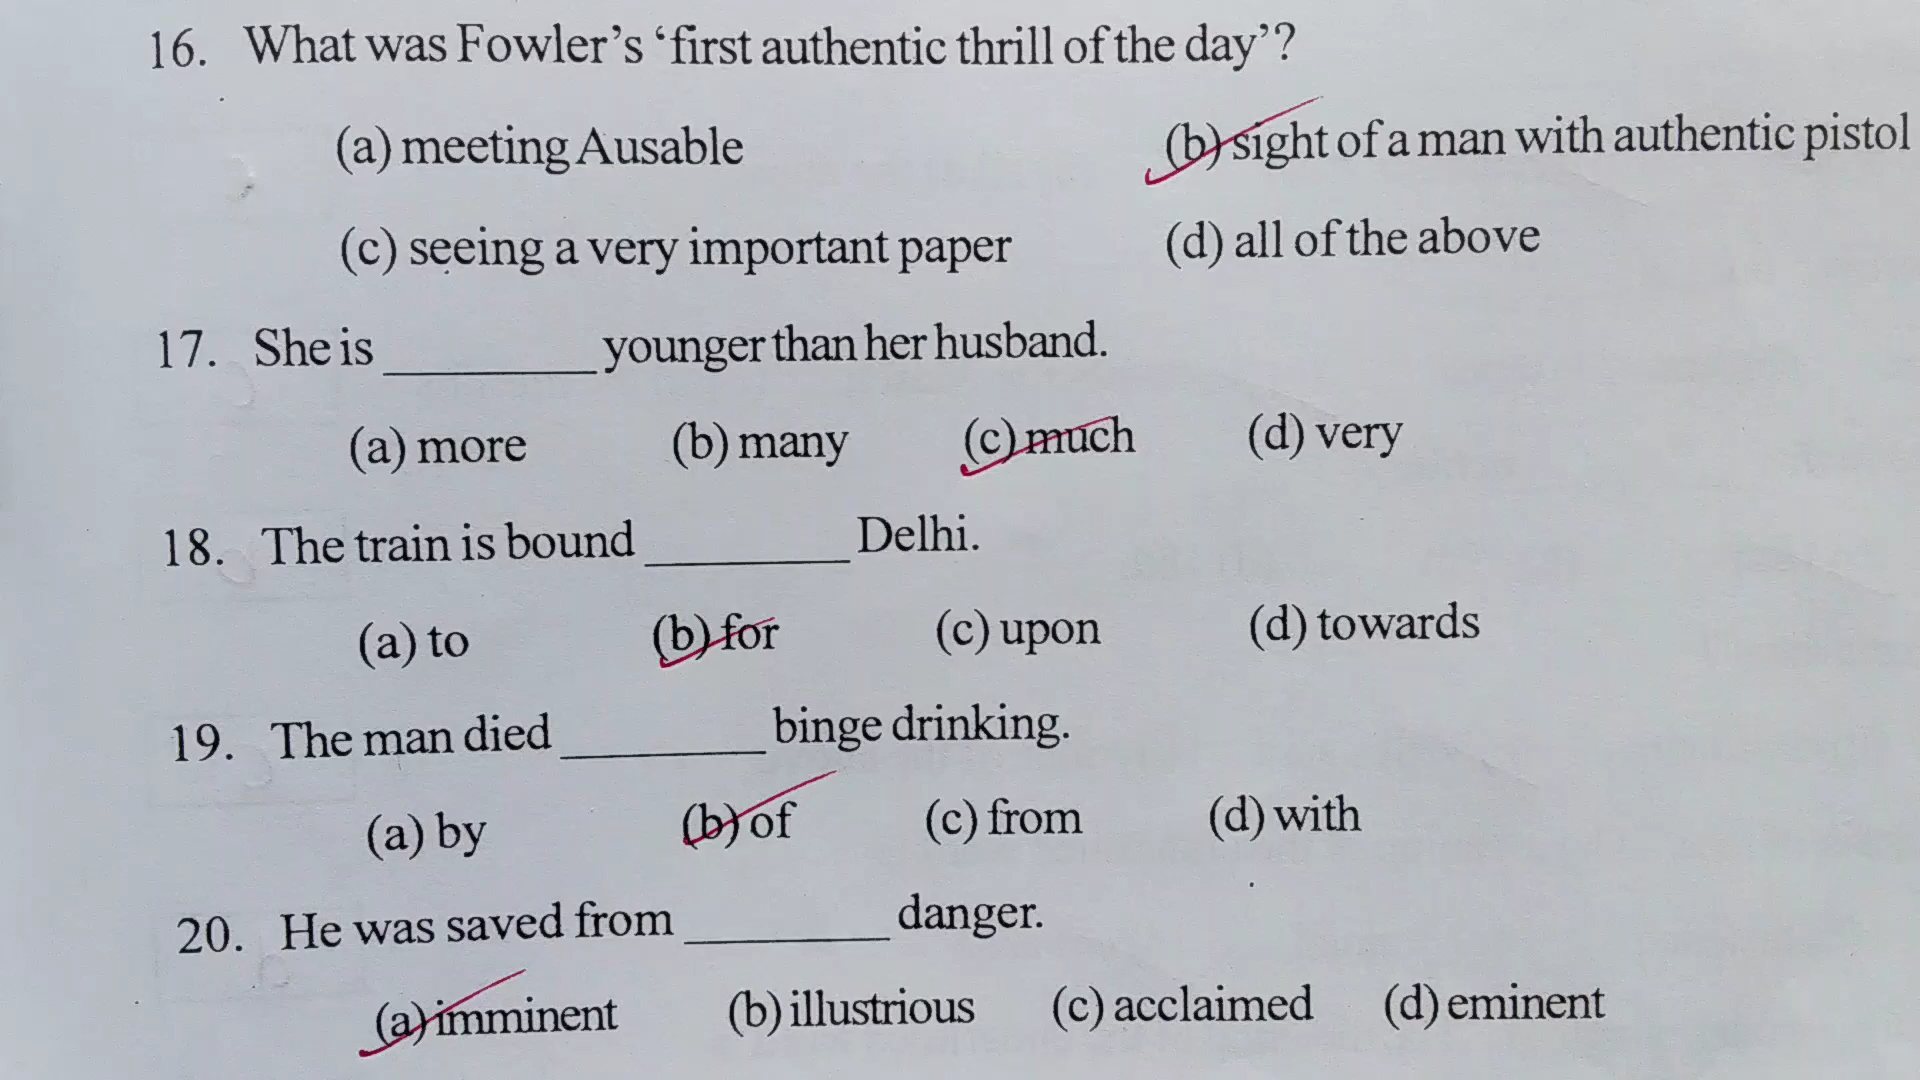 16. What was Fowler's 'first authentic thrill of the day'?
(a) meeting Ausable (b) sight of a man with authentic pistol
(c) seeing a very important paper (d) all of the above
17. She is ________ younger than her husband.
(a) more (b) many (c) much (d) very
18. The train is bound ________ Delhi.
(a) to (b) for (c) upon (d) towards
19. The man died ________ binge drinking.
(a) by (b) of (c) from (d) with
20. He was saved from ________ danger.
(a) imminent (b) illustrious (c) acclaimed (d) eminent